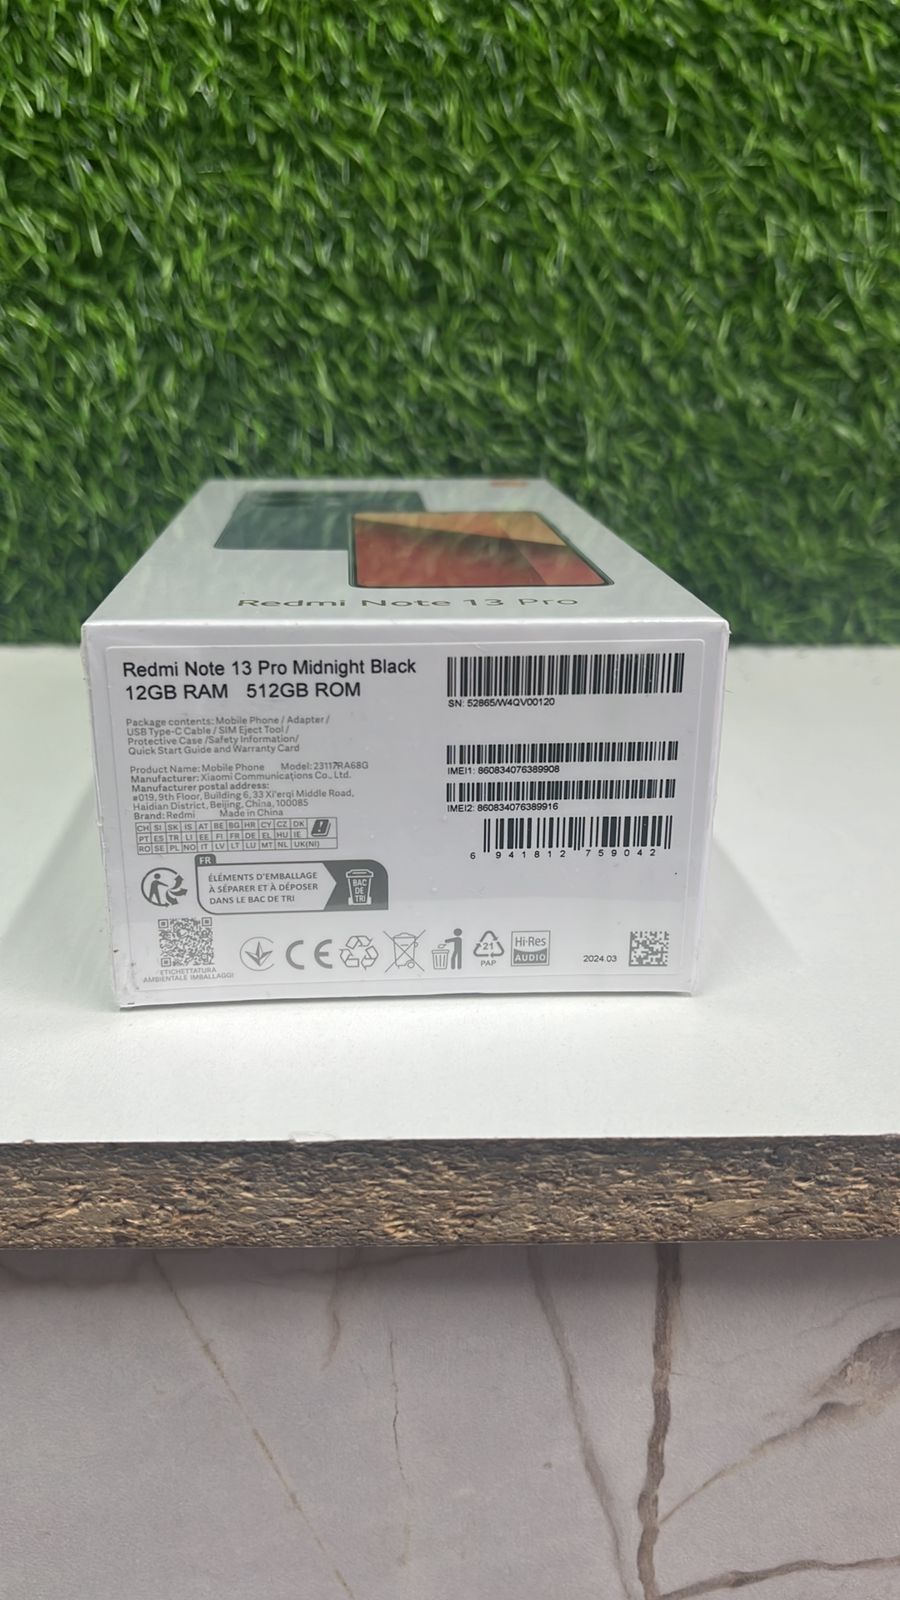 Redmi Note 13 Pro
Redmi Note 13 Pro Midnight Black
12GB RAM 512GB ROM
Package contents: Mobile Phone / Adapter /
USB Type-C Cable / SIM Eject Tool /
Protective Case /Safety Information/
Quick Start Guide and Warranty Card
Product Name: Mobile Phone Model: 23117RA68G
Manufacturer: Xiaomi Communications Co., Ltd.
Manufacturer postal address:
#019, 9th Floor, Building 6, 33 Xi'erqi Middle Road,
Haidian District, Beijing, China, 100085
Brand: Redmi Made in China
CH SI SK IS AT BE BG HR CY CZ DK
PT ES TR LI EE FI FR DE EL HU IE
RO SE PL NO IT LV LT LU MT NL UK(NI)
FR
ÉLÉMENTS D'EMBALLAGE
À SÉPARER ET À DÉPOSER
DANS LE BAC DE TRI
BAC
DE
TRI
ETICHETTATURA
AMBIENTALE IMBALLAGGI
CE
21
PAP
Hi-Res
AUDIO
SN: 52865/W4QV00120
IMEI1: 860834076389908
IMEI2: 860834076389916
6 941812 759042
2024.03